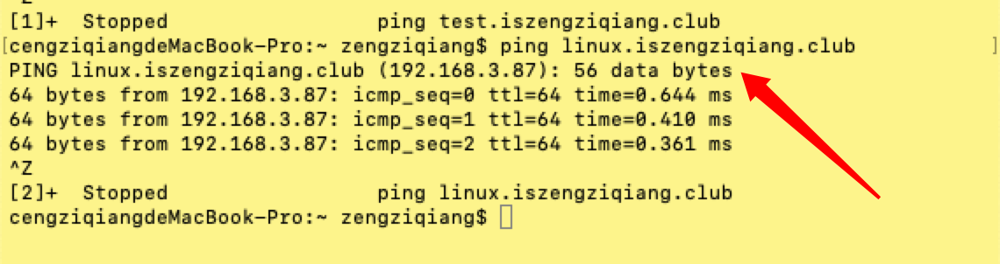 [1]+  Stopped                 ping test.iszengziqiang.club
[cengziqiangdeMacBook-Pro:~ zengziqiang$ ping linux.iszengziqiang.club ]
PING linux.iszengziqiang.club (192.168.3.87): 56 data bytes
64 bytes from 192.168.3.87: icmp_seq=0 ttl=64 time=0.644 ms
64 bytes from 192.168.3.87: icmp_seq=1 ttl=64 time=0.410 ms
64 bytes from 192.168.3.87: icmp_seq=2 ttl=64 time=0.361 ms
^Z
[2]+  Stopped                 ping linux.iszengziqiang.club
cengziqiangdeMacBook-Pro:~ zengziqiang$